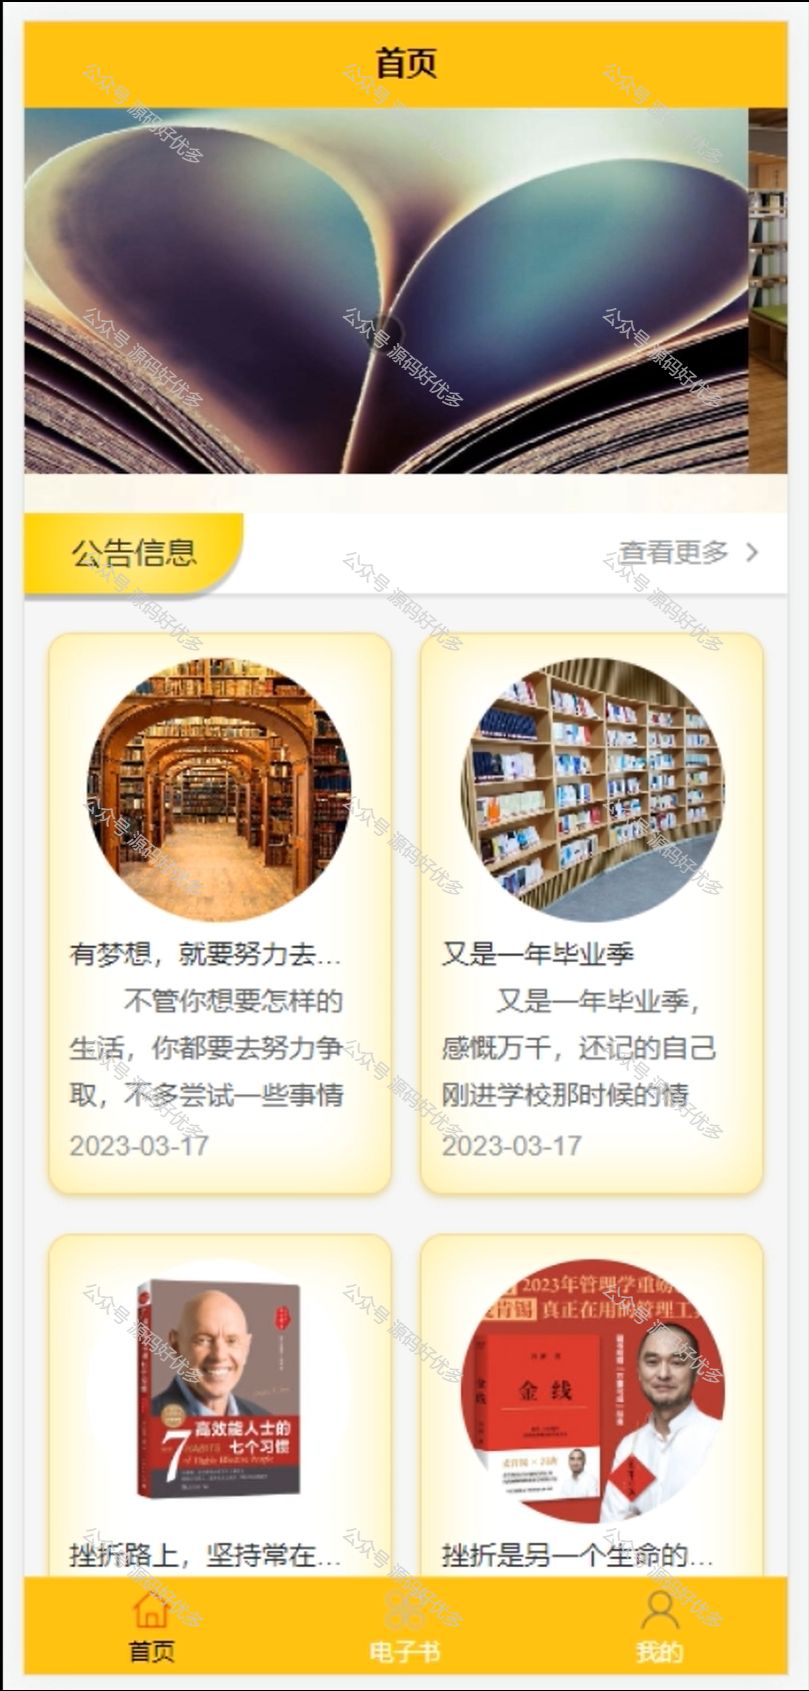 首页
公告信息
查看更多
有梦想，就要努力去...
不管你想要怎样的
生活，你都要去努力争
取，不多尝试一些事情
2023-03-17
又是一年毕业季
又是一年毕业季，
感慨万千，还记的自己
刚进学校那时候的情
2023-03-17
高效能人士的
七个习惯
7 HABITS
of Highly Effective People
2023年管理学重磅
麦肯锡 真正在用的管理工具
金线
挫折路上，坚持常在...
挫折是另一个生命的...
首页
电子书
我的
公众号 源码好优多